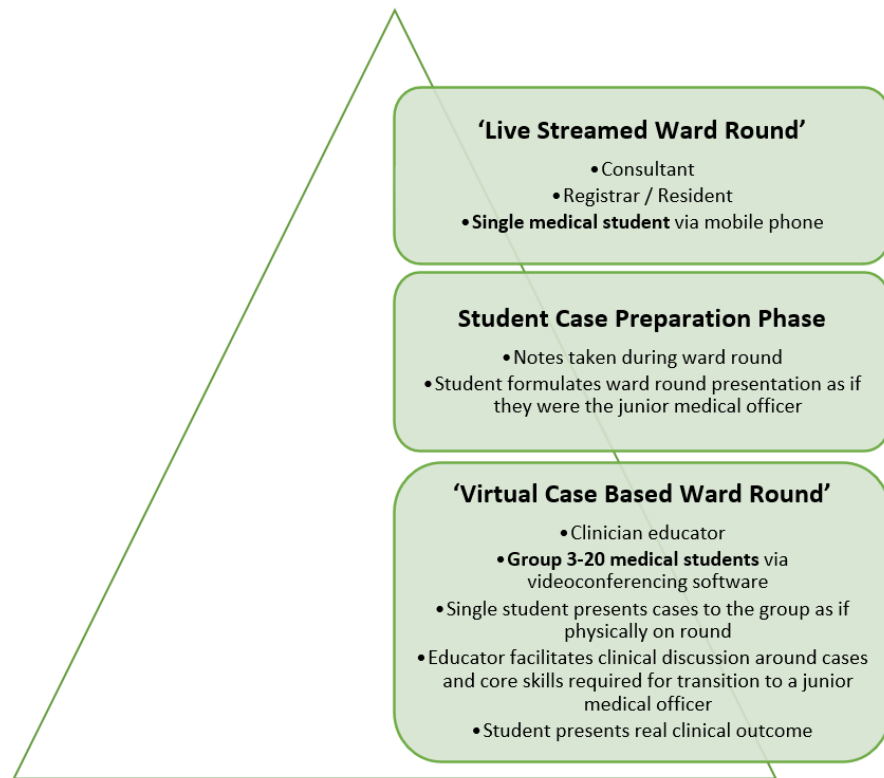 ‘Live Streamed Ward Round’
•Consultant
•Registrar / Resident
•Single medical student via mobile phone
Student Case Preparation Phase
•Notes taken during ward round
•Student formulates ward round presentation as if
they were the junior medical officer
‘Virtual Case Based Ward Round’
•Clinician educator
•Group 3-20 medical students via
videoconferencing software
•Single student presents cases to the group as if
physically on round
•Educator facilitates clinical discussion around cases
and core skills required for transition to a junior
medical officer
•Student presents real clinical outcome